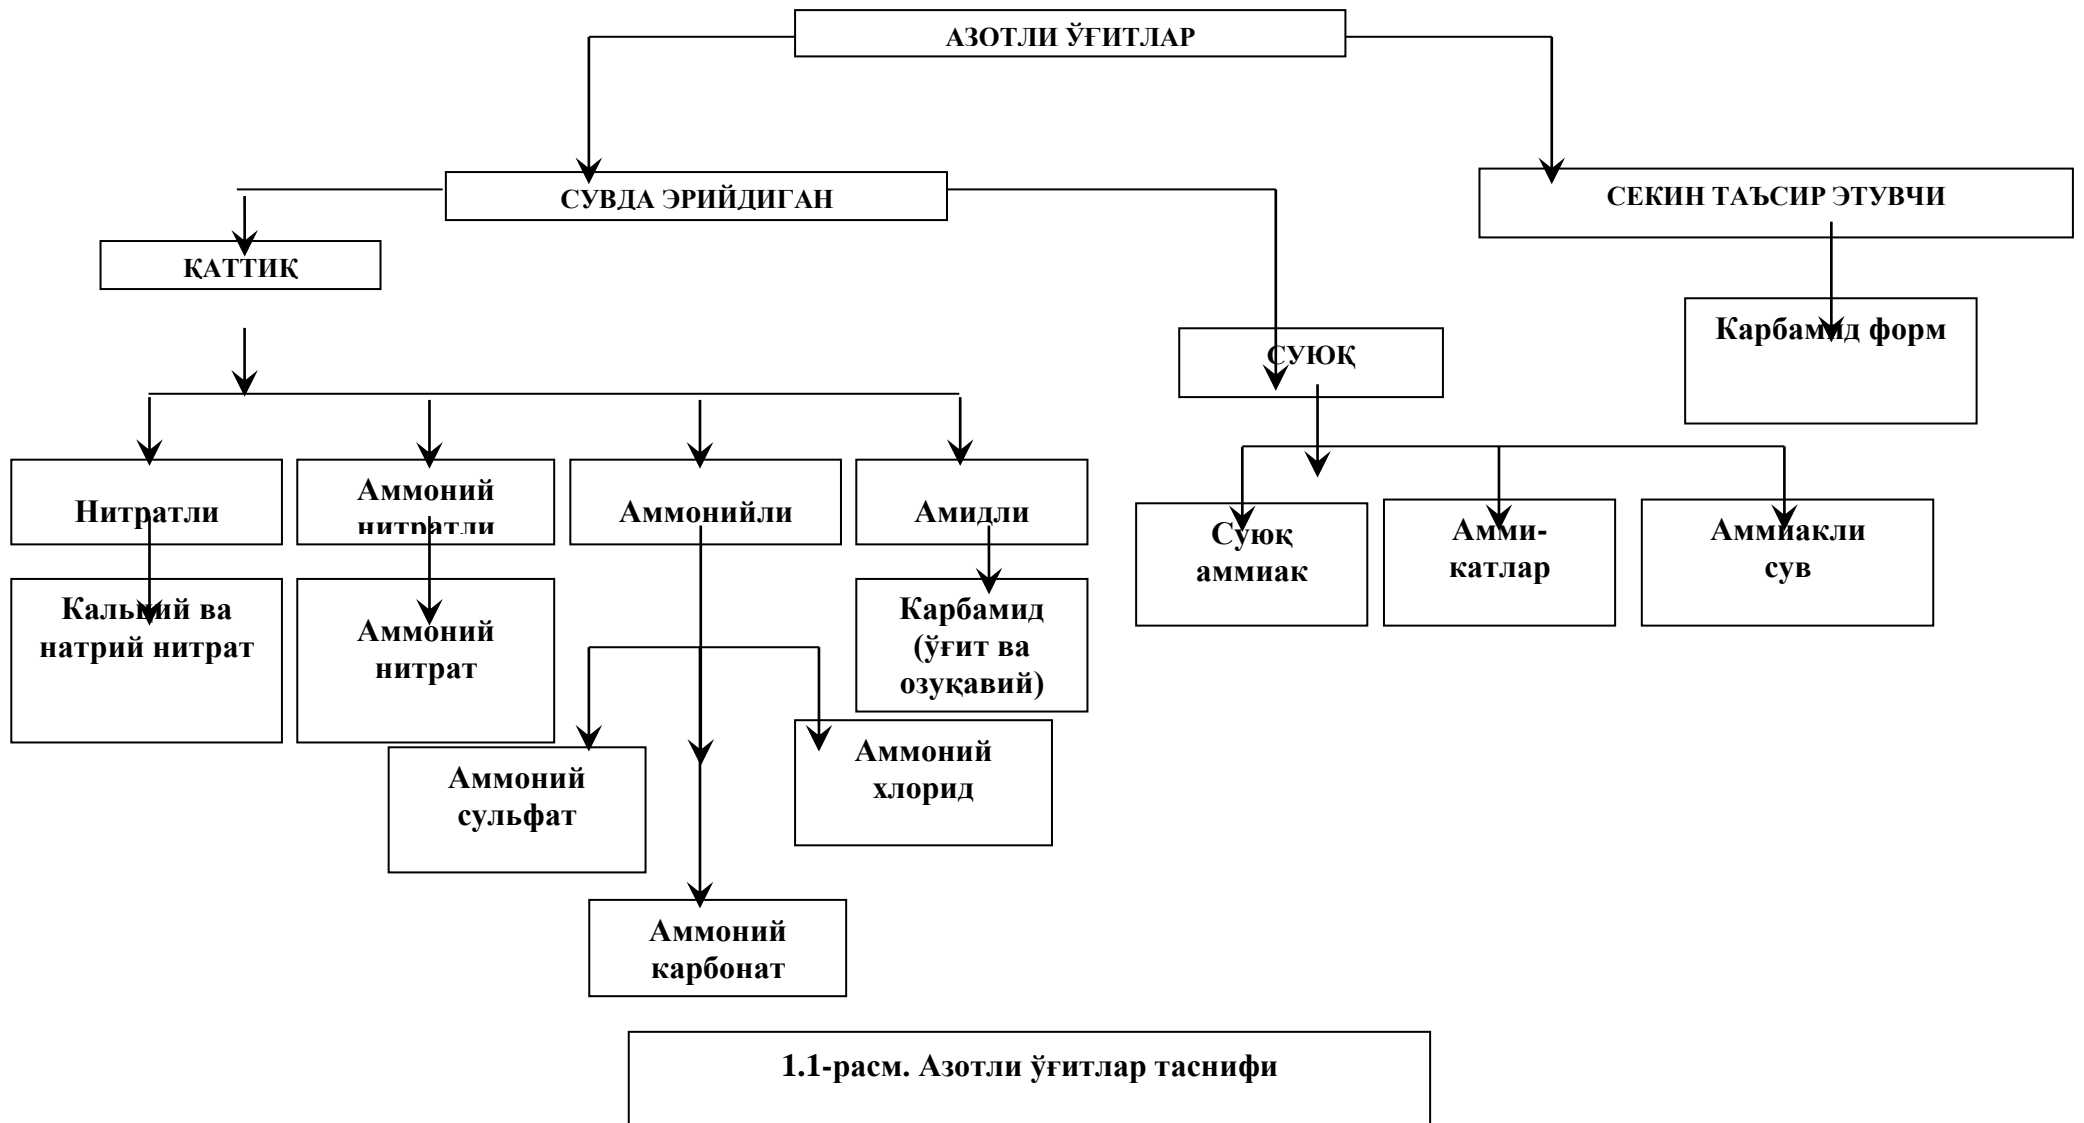 АЗОТЛИ ЎҒИТЛАР
СУВДА ЭРИЙДИГАН
СЕКИН ТАЪСИР ЭТУВЧИ
ҚАТТИҚ
СУЮҚ
Карбамид форм
Нитратли
Аммоний
нитратли
Аммонийли
Амидли
Суюқ
аммиак
Амми-
катлар
Аммиакли
сув
Кальций ва
натрий нитрат
Аммоний
нитрат
Карбамид
(ўғит ва
озуқавий)
Аммоний
сульфат
Аммоний
хлорид
Аммоний
карбонат
1.1-расм. Азотли ўғитлар таснифи